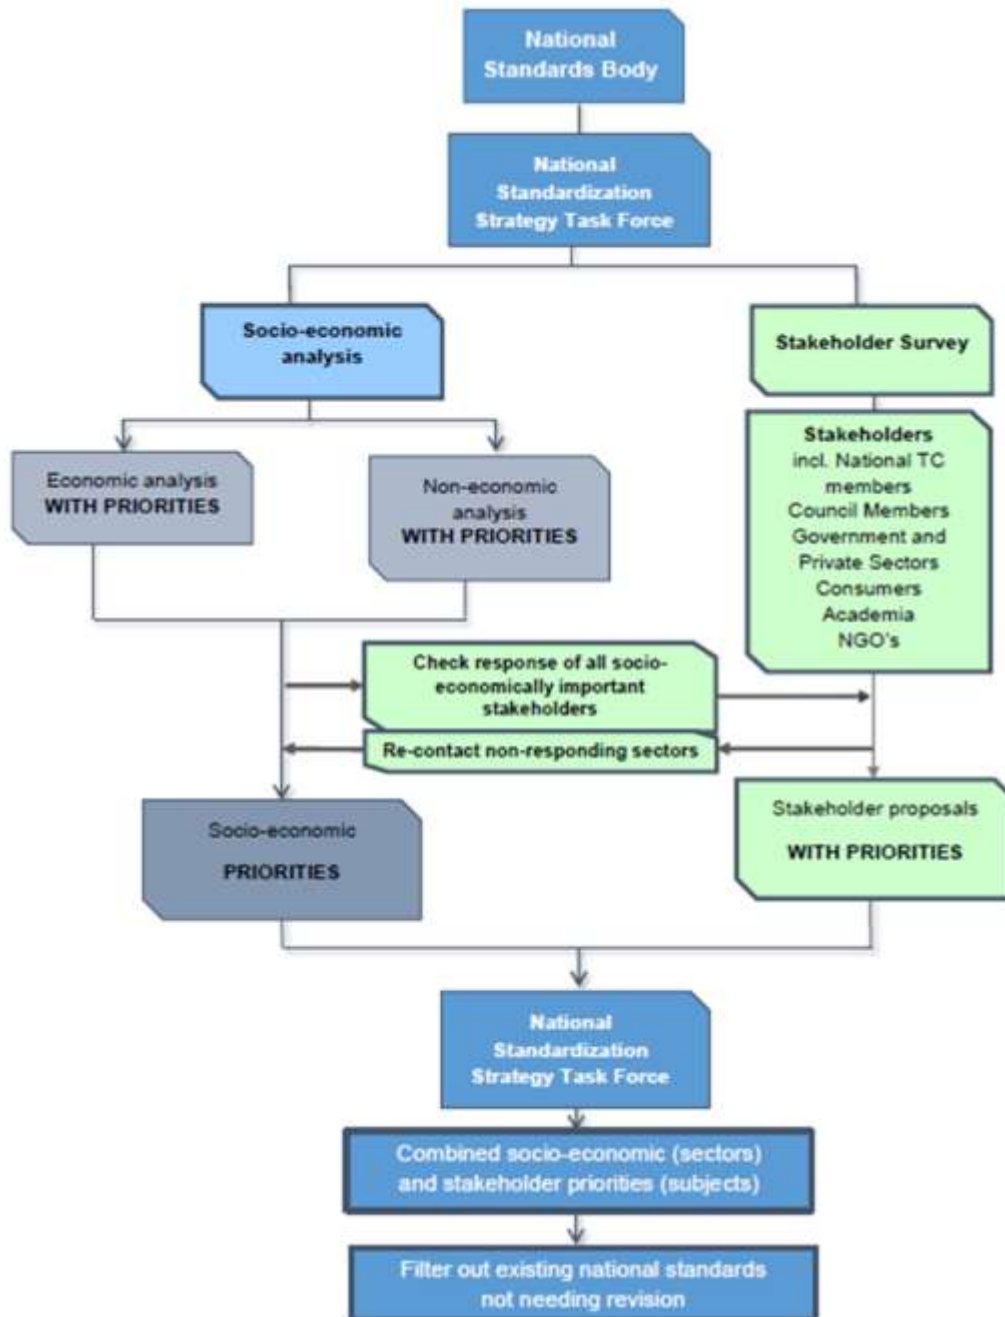 National
Standards Body
National
Standardization
Strategy Task Force
Socio-economic
analysis
Stakeholder Survey
Economic analysis
WITH PRIORITIES
Non-economic
analysis
WITH PRIORITIES
Stakeholders
incl. National TC
members
Council Members
Government and
Private Sectors
Consumers
Academia
NGO's
Check response of all socio-
economically important
stakeholders
Re-contact non-responding sectors
Socio-economic
PRIORITIES
Stakeholder proposals
WITH PRIORITIES
National
Standardization
Strategy Task Force
Combined socio-economic (sectors)
and stakeholder priorities (subjects)
Filter out existing national standards
not needing revision